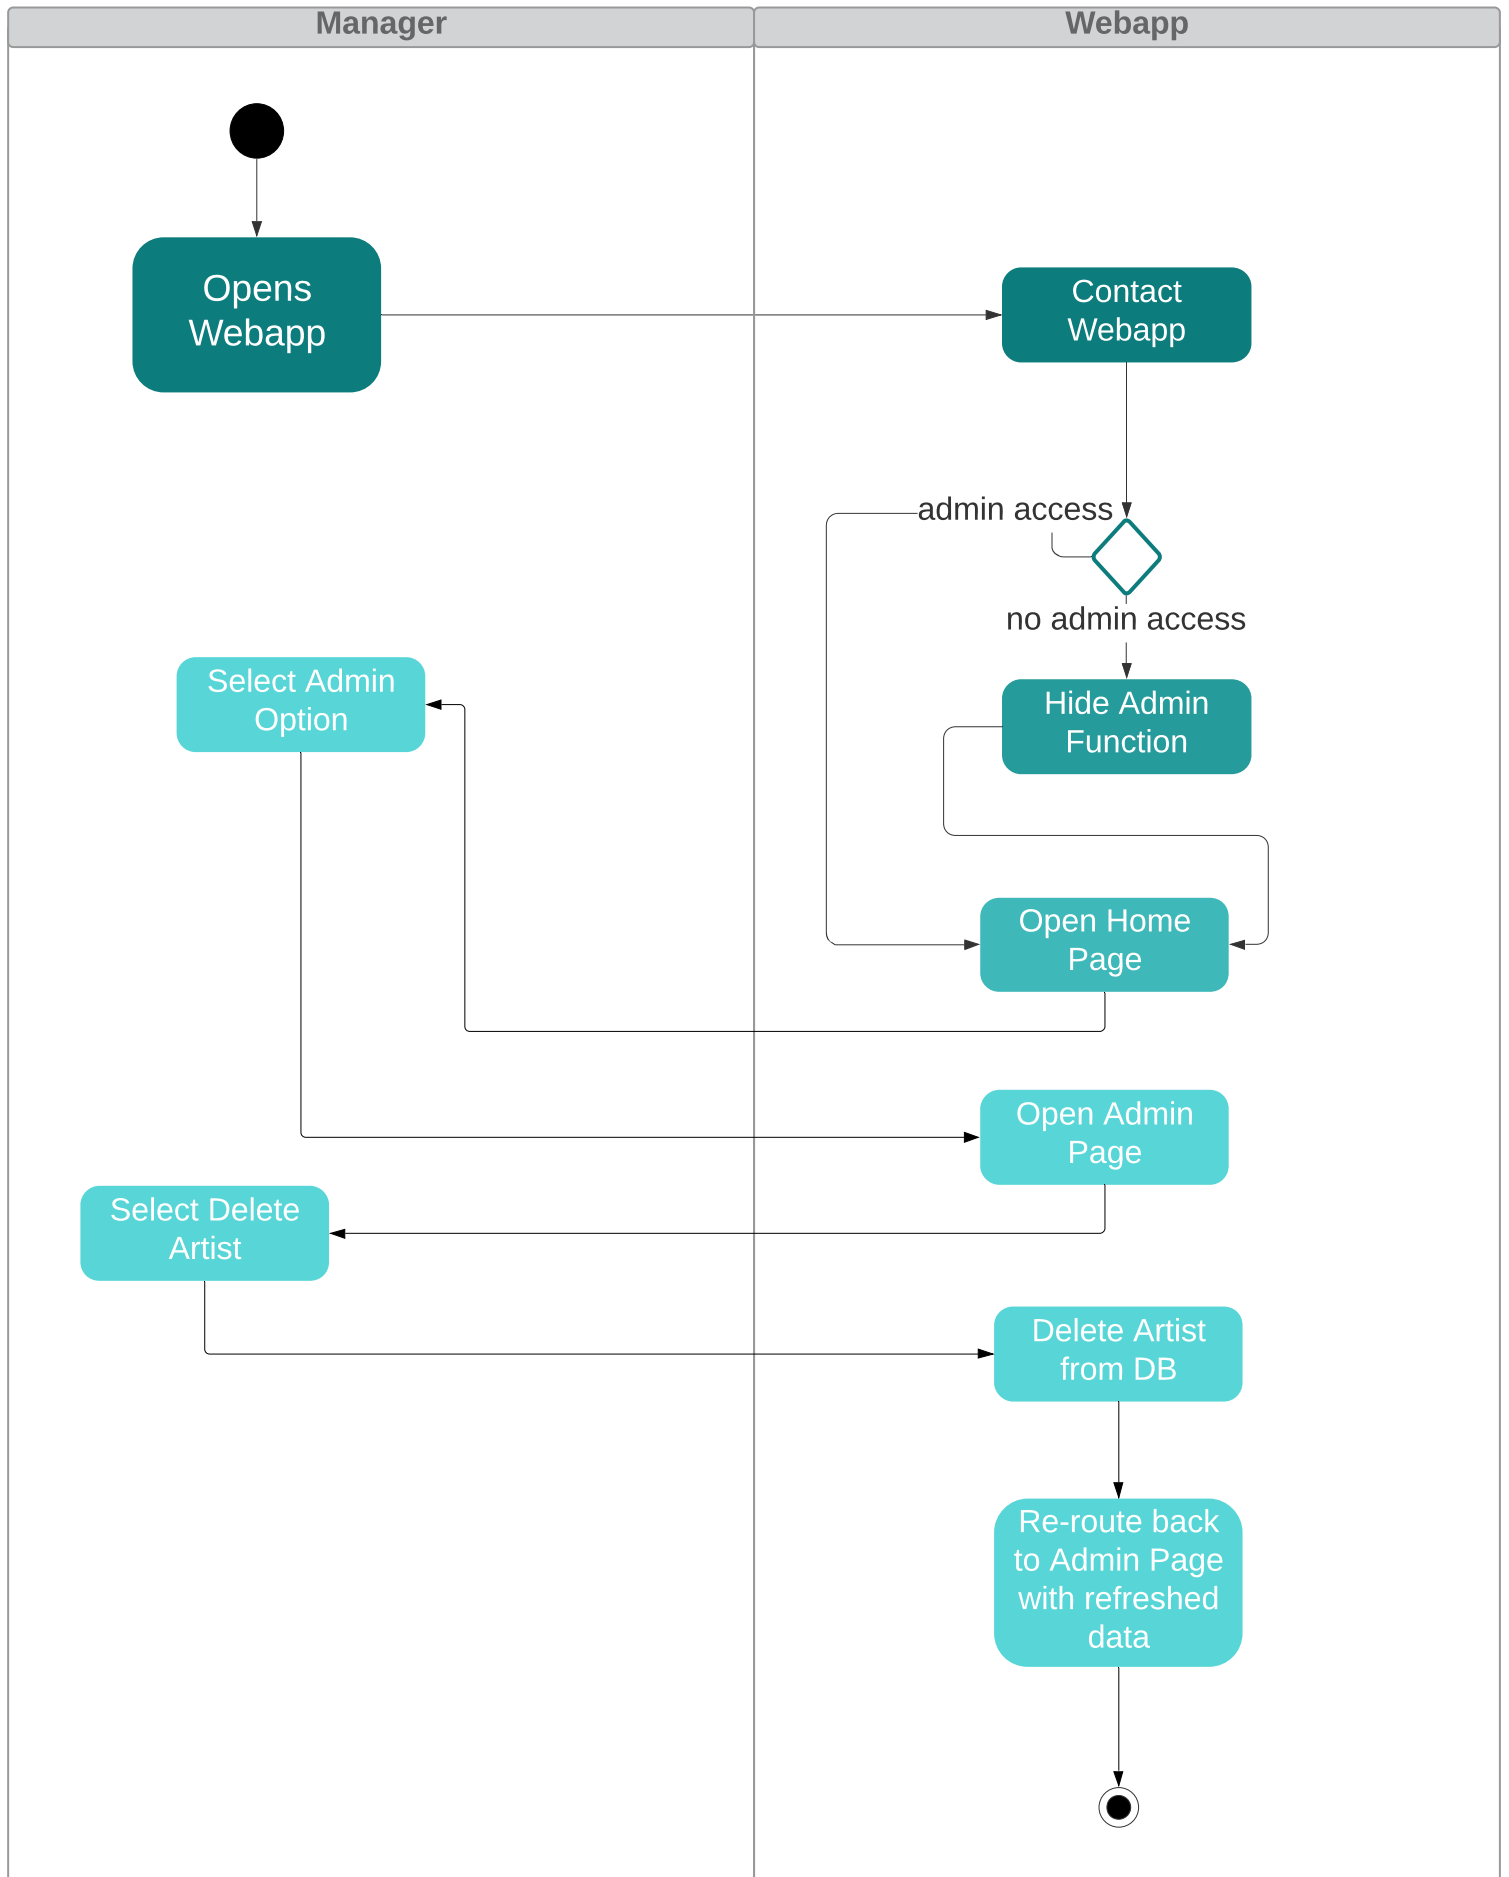 Manager
Webapp
Opens
Webapp
Contact
Webapp
admin access
no admin access
Select Admin
Option
Hide Admin
Function
Open Home
Page
Open Admin
Page
Select Delete
Artist
Delete Artist
from DB
Re-route back
to Admin Page
with refreshed
data